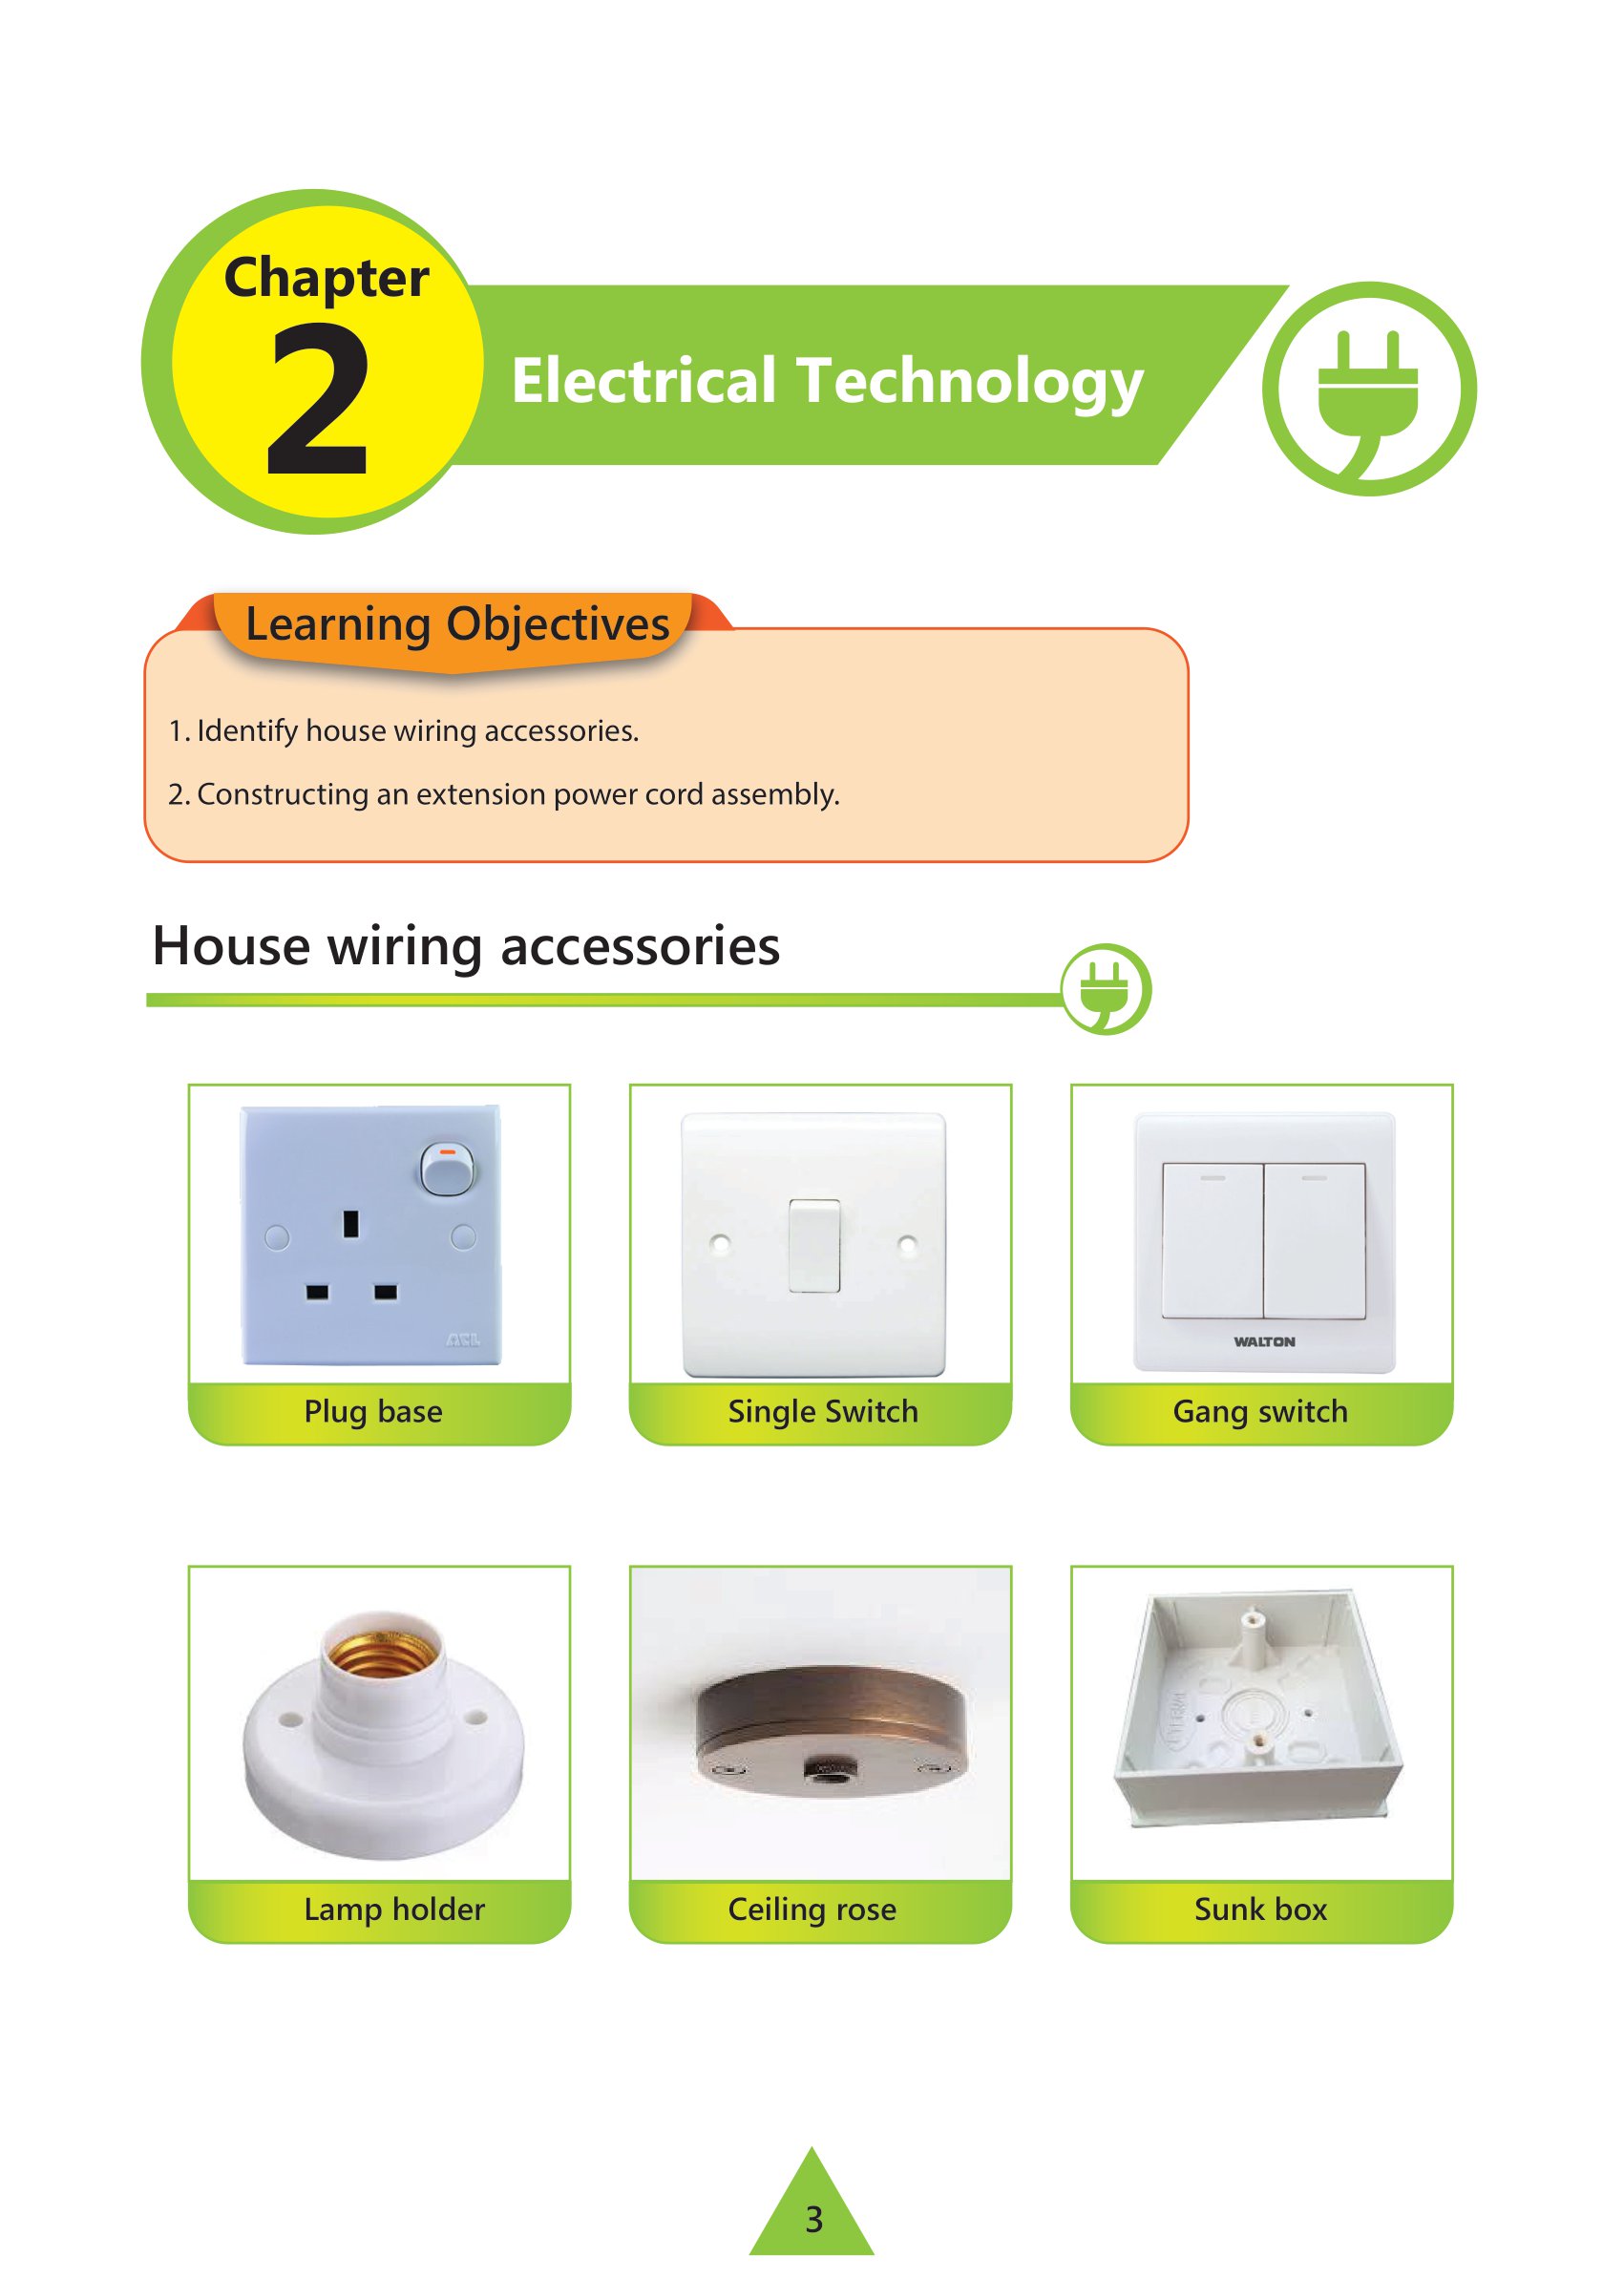 Chapter
2
Electrical Technology
Learning Objectives
1. Identify house wiring accessories.
2. Constructing an extension power cord assembly.
House wiring accessories
AEL
WALTON
Plug base
Single Switch
Gang switch
Lamp holder
Ceiling rose
Sunk box
3